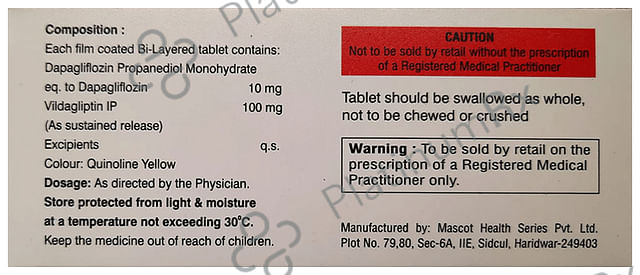 Composition :
Each film coated Bi-Layered tablet contains:
Dapagliflozin Propanediol Monohydrate
eq. to Dapagliflozin 10 mg
Vildagliptin IP 100 mg
(As sustained release)
Excipients q.s.
Colour: Quinoline Yellow
Dosage: As directed by the Physician.
Store protected from light & moisture
at a temperature not exceeding 30°C.
Keep the medicine out of reach of children.
CAUTION
Not to be sold by retail without the prescription
of a Registered Medical Practitioner
Tablet should be swallowed as whole,
not to be chewed or crushed
Warning : To be sold by retail on the
prescription of a Registered Medical
Practitioner only.
Manufactured by: Mascot Health Series Pvt. Ltd.
Plot No. 79,80, Sec-6A, IIE, Sidcul, Haridwar-249403
PlatinumRx